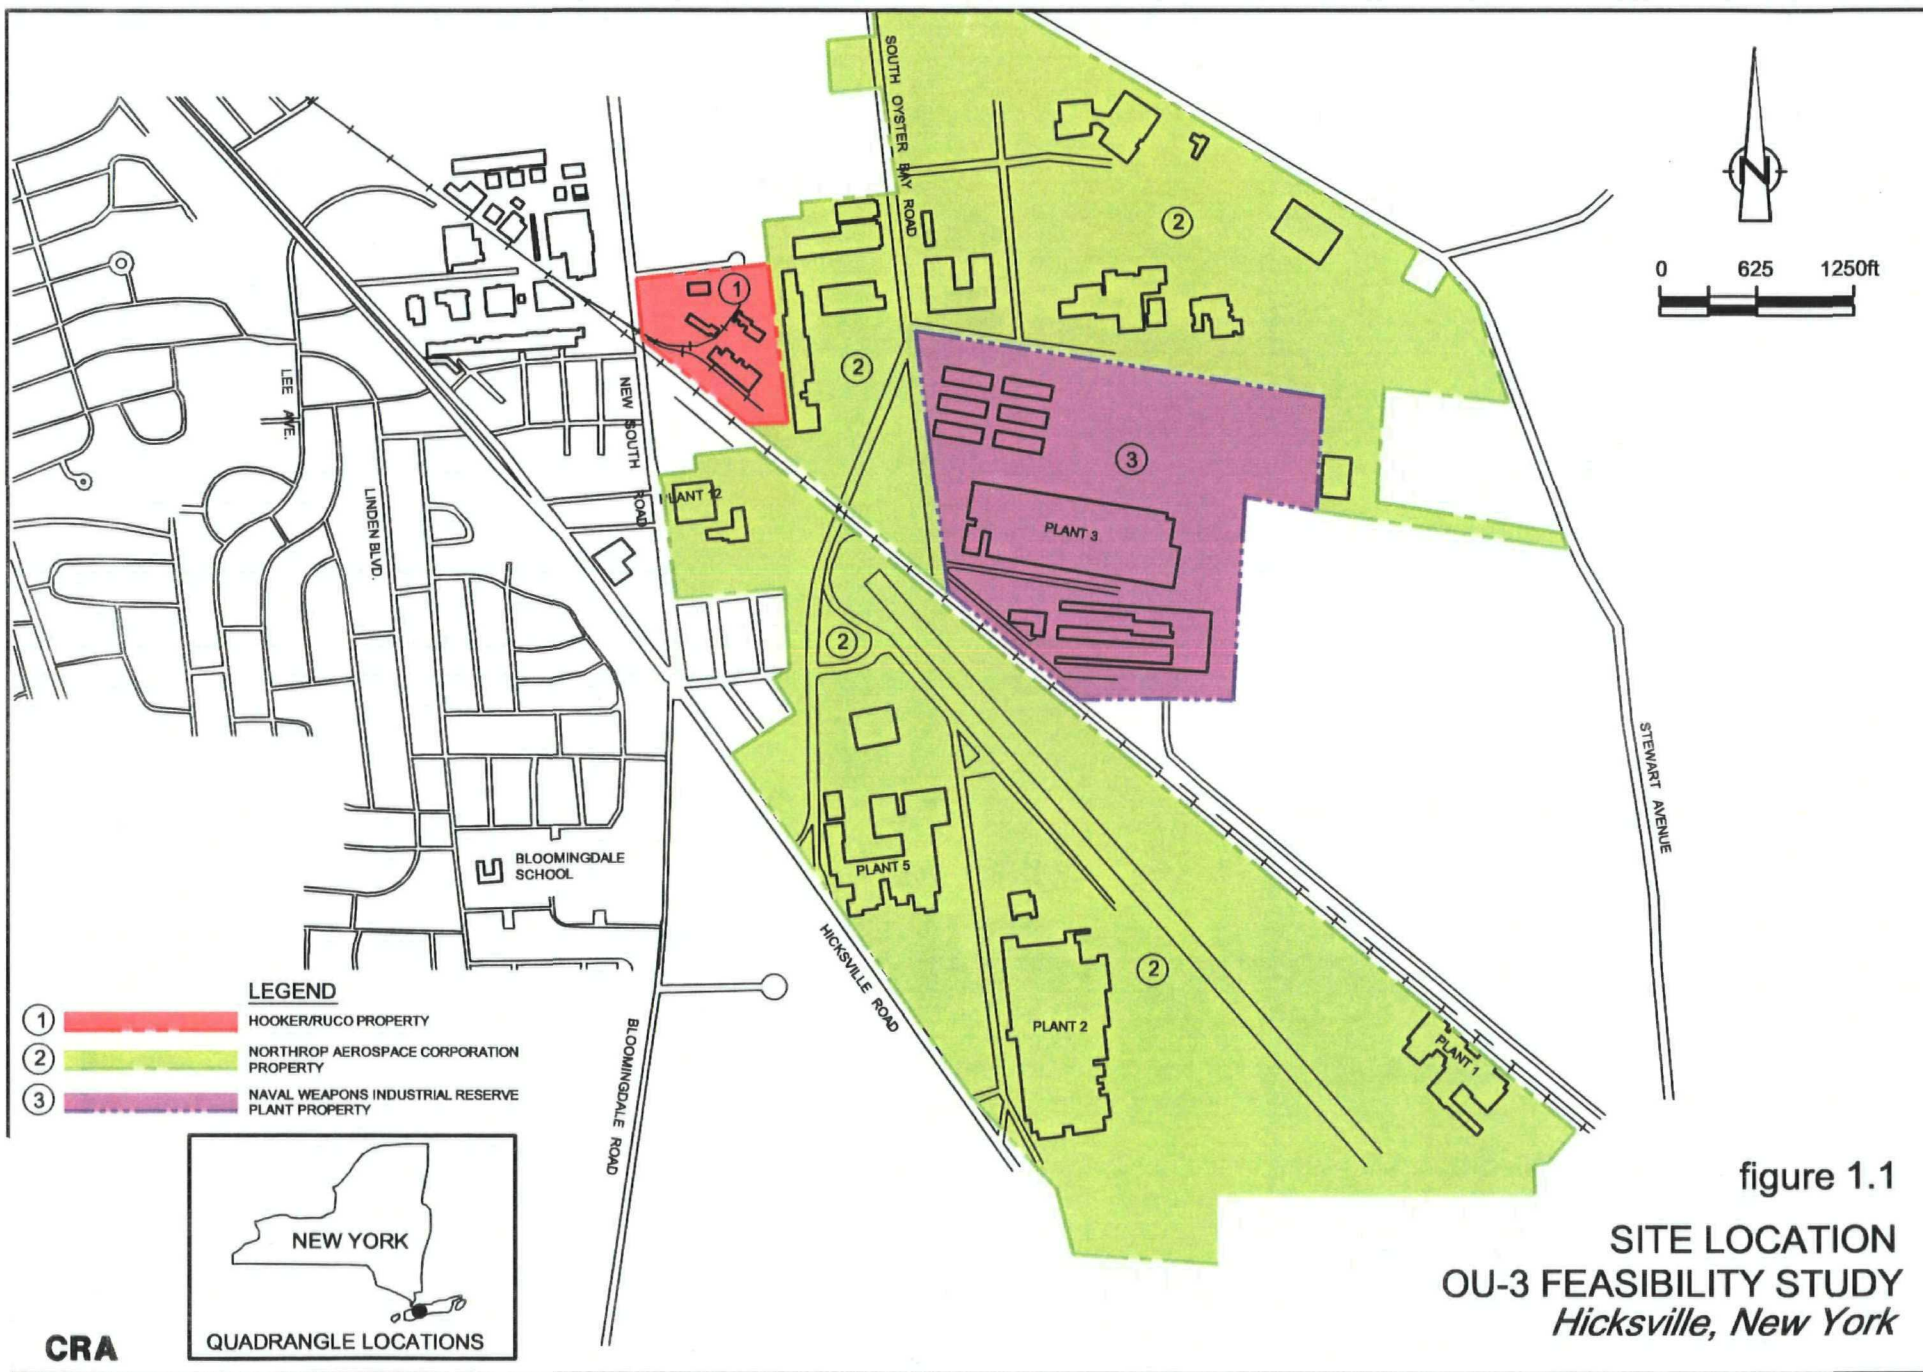 SOUTH OYSTER BAY ROAD
N
0 625 1250ft
2
1
2
LEE AVE.
NEW SOUTH ROAD
3
PLANT 12
LINDEN BLVD.
PLANT 3
2
STEWART AVENUE
BLOOMINGDALE
SCHOOL
PLANT 5
HICKSVILLE ROAD
2
PLANT 2
PLANT 1
BLOOMINGDALE ROAD
LEGEND
1 HOOKER/RUCO PROPERTY
2 NORTHROP AEROSPACE CORPORATION
PROPERTY
3 NAVAL WEAPONS INDUSTRIAL RESERVE
PLANT PROPERTY
NEW YORK
QUADRANGLE LOCATIONS
CRA
figure 1.1
SITE LOCATION
OU-3 FEASIBILITY STUDY
Hicksville, New York